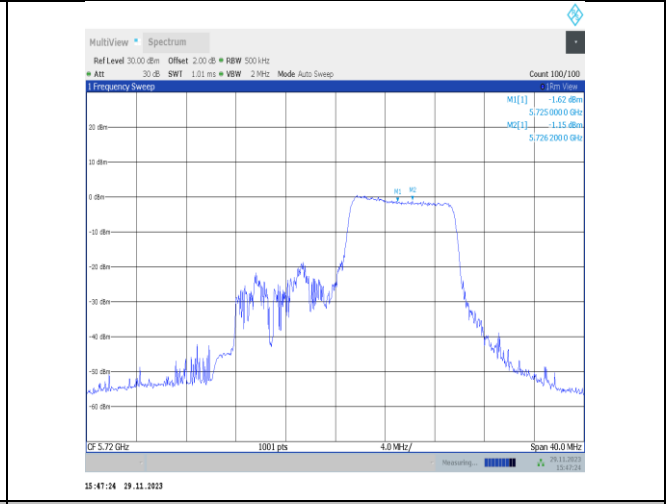 MultiView Spectrum
Ref Level 30.00 dBm Offset 2.00 dB RBW 500 kHz
Att 30 dB SWT 1.01 ms VBW 2 MHz Mode Auto Sweep Count 100/100
1 Frequency Sweep 1Rm View
M1[1] -1.62 dBm
5.725 000 0 GHz
M2[1] -1.15 dBm
5.726 200 0 GHz
20 dBm
10 dBm
0 dBm
M1 M2
-10 dBm
-20 dBm
-30 dBm
-40 dBm
-50 dBm
-60 dBm
CF 5.72 GHz 1001 pts 4.0 MHz/ Span 40.0 MHz
Measuring... 29.11.2023
15:47:24
15:47:24 29.11.2023